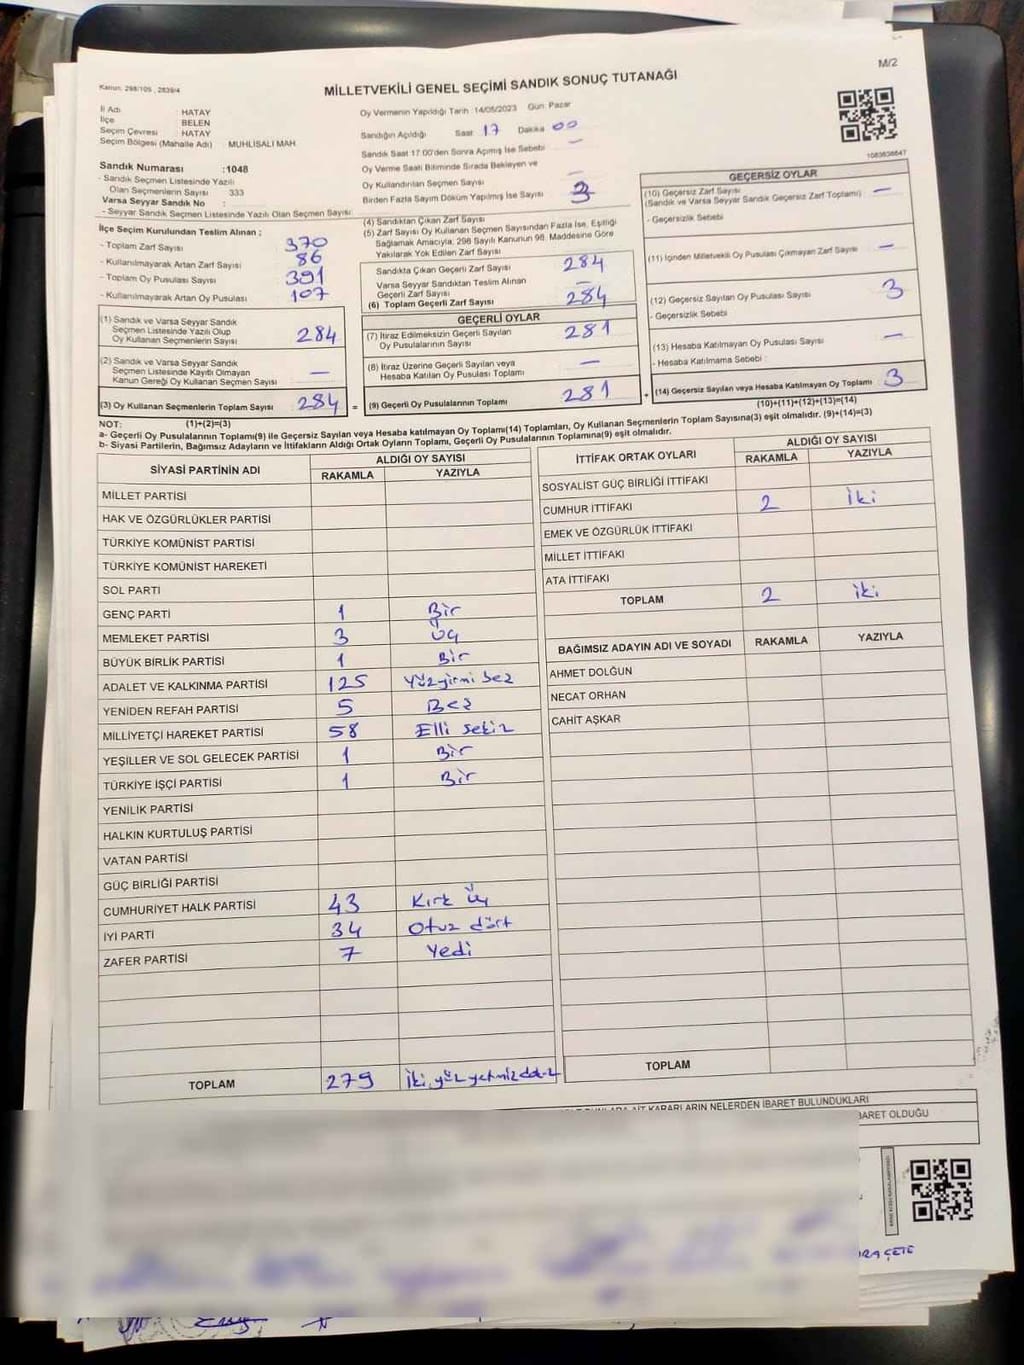 Kanun: 298/105 , 2839/4
MİLLETVEKİLİ GENEL SEÇİMİ SANDIK SONUÇ TUTANAĞI
M/2
İl Adı : HATAY
İlçe : BELEN
Seçim Çevresi : HATAY
Seçim Bölgesi (Mahalle Adı) MUHLİSALİ MAH
Sandık Numarası :1048
- Sandık Seçmen Listesinde Yazılı
Olan Seçmenlerin Sayısı 333
Varsa Seyyar Sandık No :
- Seyyar Sandık Seçmen Listesinde Yazılı Olan Seçmen Sayısı:
Oy Vermenin Yapıldığı Tarih :14/05/2023 Gün: Pazar
Sandığın Açıldığı Saat 17 Dakika 00
Sandık Saat 17:00'den Sonra Açılmış İse Sebebi —
Oy Verme Saati Bitiminde Sırada Bekleyen ve
Oy Kullandırılan Seçmen Sayısı —
Birden Fazla Sayım Döküm Yapılmış İse Sayısı 3
1083636647
İlçe Seçim Kurulundan Teslim Alınan ;
- Toplam Zarf Sayısı 370
- Kullanılmayarak Artan Zarf Sayısı 86
- Toplam Oy Pusulası Sayısı 391
- Kullanılmayarak Artan Oy Pusulası 107
(4) Sandıktan Çıkan Zarf Sayısı
(5) Zarf Sayısı Oy Kullanan Seçmen Sayısından Fazla İse, Eşitliği
Sağlamak Amacıyla, 298 Sayılı Kanunun 98. Maddesine Göre
Yakılarak Yok Edilen Zarf Sayısı
Sandıkta Çıkan Geçerli Zarf Sayısı 284
Varsa Seyyar Sandıktan Teslim Alınan
Geçerli Zarf Sayısı —
(6) Toplam Geçerli Zarf Sayısı 284
GEÇERSİZ OYLAR
(10) Geçersiz Zarf Sayısı —
(Sandık ve Varsa Seyyar Sandık Geçersiz Zarf Toplamı)
- Geçersizlik Sebebi
(11) İçinden Milletvekili Oy Pusulası Çıkmayan Zarf Sayısı —
(12) Geçersiz Sayılan Oy Pusulası Sayısı 3
- Geçersizlik Sebebi
(13) Hesaba Katılmayan Oy Pusulası Sayısı —
- Hesaba Katılmama Sebebi :
(14) Geçersiz Sayılan veya Hesaba Katılmayan Oy Toplamı 3
(10)+(11)+(12)+(13)=(14)
(1) Sandık ve Varsa Seyyar Sandık
Seçmen Listesinde Yazılı Olup
Oy Kullanan Seçmenlerin Sayısı 284
(2) Sandık ve Varsa Seyyar Sandık
Seçmen Listesinde Kayıtlı Olmayan
Kanun Gereği Oy Kullanan Seçmen Sayısı —
(3) Oy Kullanan Seçmenlerin Toplam Sayısı 284 =
(1)+(2)=(3)
GEÇERLİ OYLAR
(7) İtiraz Edilmeksizin Geçerli Sayılan
Oy Pusulalarının Sayısı 281
(8) İtiraz Üzerine Geçerli Sayılan veya
Hesaba Katılan Oy Pusulası Toplamı —
(9) Geçerli Oy Pusulalarının Toplamı 281 +
NOT:
a- Geçerli Oy Pusulalarının Toplamı(9) ile Geçersiz Sayılan veya Hesaba katılmayan Oy Toplamı(14) Toplamları, Oy Kullanan Seçmenlerin Toplam Sayısına(3) eşit olmalıdır. (9)+(14)=(3)
b- Siyasi Partilerin, Bağımsız Adayların ve İttifakların Aldığı Ortak Oyların Toplamı, Geçerli Oy Pusulalarının Toplamına(9) eşit olmalıdır.
SİYASİ PARTİNİN ADI ALDIĞI OY SAYISI
RAKAMLA YAZIYLA
MİLLET PARTİSİ
HAK VE ÖZGÜRLÜKLER PARTİSİ
TÜRKİYE KOMÜNİST PARTİSİ
TÜRKİYE KOMÜNİST HAREKETİ
SOL PARTİ
GENÇ PARTİ 1 Bir
MEMLEKET PARTİSİ 3 üç
BÜYÜK BİRLİK PARTİSİ 1 Bir
ADALET VE KALKINMA PARTİSİ 125 Yüzyirmi beş
YENİDEN REFAH PARTİSİ 5 Beş
MİLLİYETÇİ HAREKET PARTİSİ 58 Elli sekiz
YEŞİLLER VE SOL GELECEK PARTİSİ 1 Bir
TÜRKİYE İŞÇİ PARTİSİ 1 Bir
YENİLİK PARTİSİ
HALKIN KURTULUŞ PARTİSİ
VATAN PARTİSİ
GÜÇ BİRLİĞİ PARTİSİ
CUMHURİYET HALK PARTİSİ 43 Kırk üç
İYİ PARTİ 34 Otuz dört
ZAFER PARTİSİ 7 Yedi
TOPLAM 279 İki yüz yetmiş
İTTİFAK ORTAK OYLARI ALDIĞI OY SAYISI
RAKAMLA YAZIYLA
SOSYALİST GÜÇ BİRLİĞİ İTTİFAKI
CUMHUR İTTİFAKI 2 İki
EMEK VE ÖZGÜRLÜK İTTİFAKI
MİLLET İTTİFAKI
ATA İTTİFAKI
TOPLAM 2 İki
BAĞIMSIZ ADAYIN ADI VE SOYADI RAKAMLA YAZIYLA
AHMET DOLĞUN
NECAT ORHAN
CAHİT AŞKAR
TOPLAM
KARARLARIN NELERDEN İBARET BULUNDUKLARI
İBARET OLDUĞU